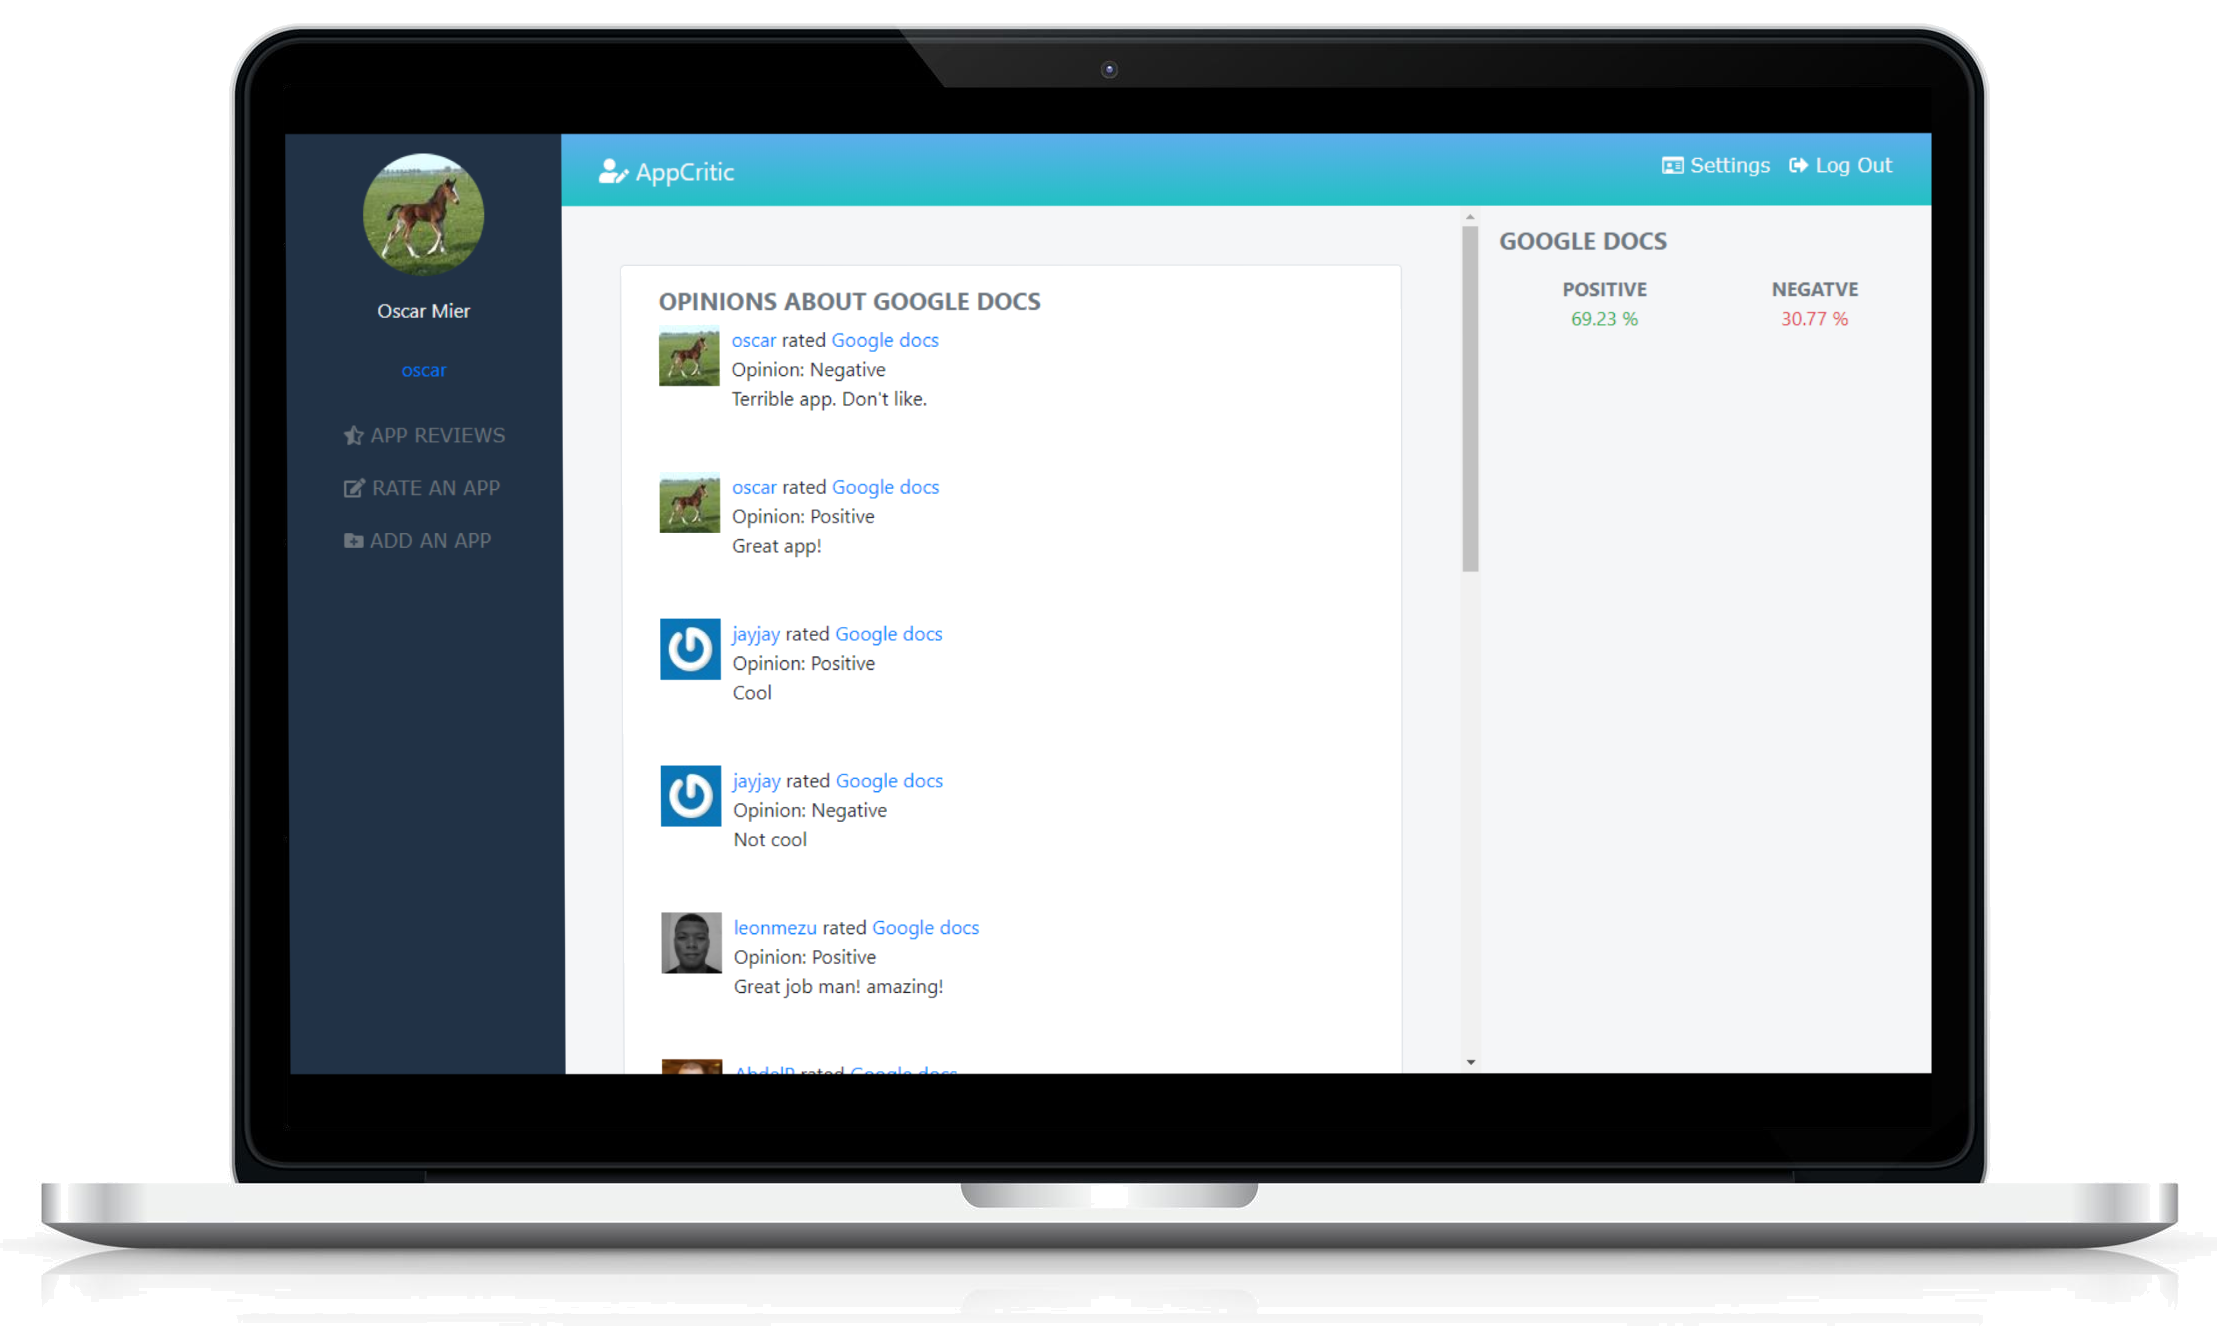 Oscar Mier
oscar
APP REVIEWS
RATE AN APP
ADD AN APP
AppCritic
Settings
Log Out
OPINIONS ABOUT GOOGLE DOCS
oscar rated Google docs
Opinion: Negative
Terrible app. Don't like.
oscar rated Google docs
Opinion: Positive
Great app!
jayjay rated Google docs
Opinion: Positive
Cool
jayjay rated Google docs
Opinion: Negative
Not cool
leonmezu rated Google docs
Opinion: Positive
Great job man! amazing!
rated Google docs
GOOGLE DOCS
POSITIVE
NEGATVE
69.23 %
30.77 %